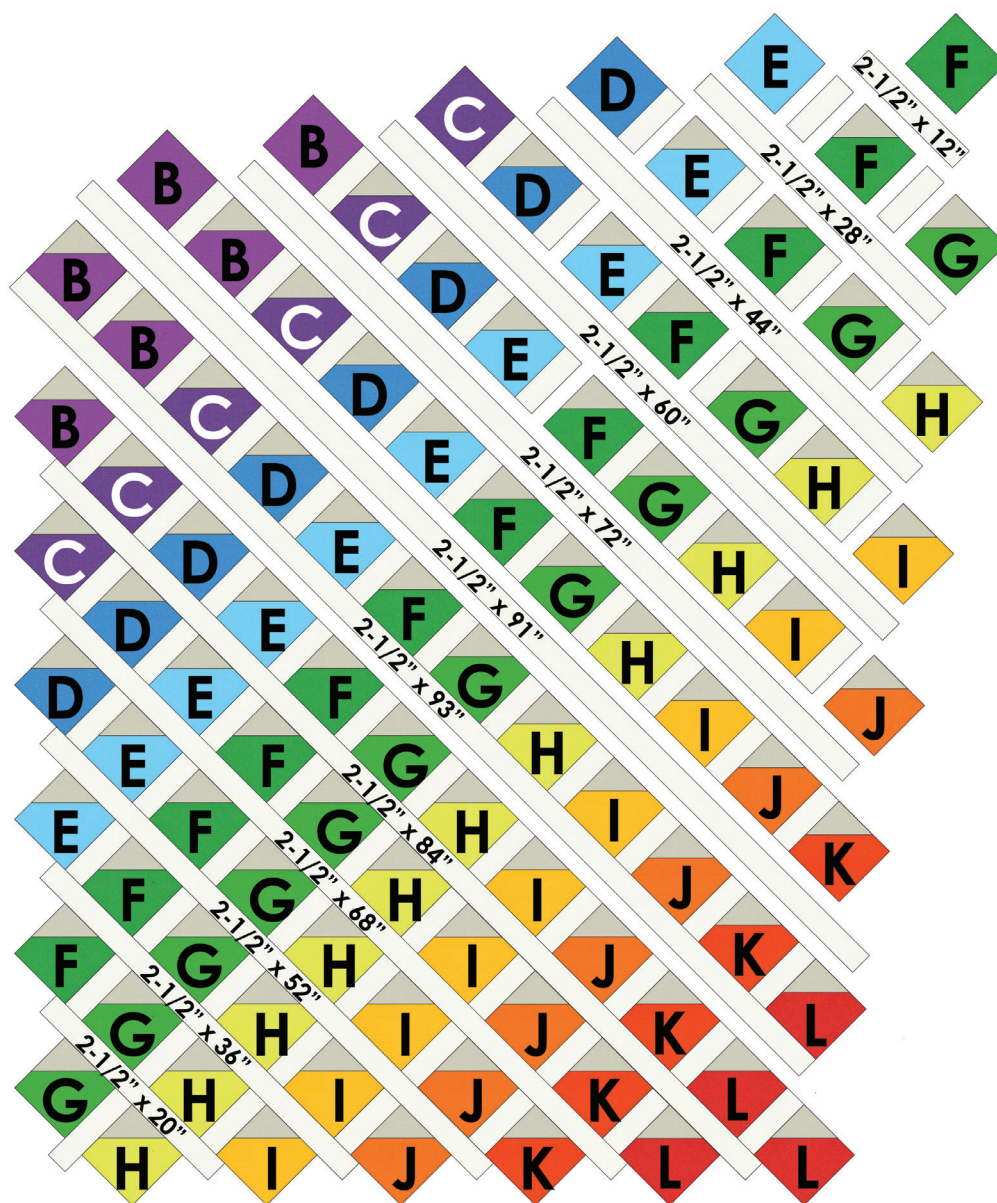 F
2-1/2” x 12”
E F G
2-1/2” x 28”
D E F G H
2-1/2” x 44”
C D E F G H I
2-1/2” x 60”
B C D E F G H I J
2-1/2” x 72”
B B C D E F G H I J K
2-1/2” x 91”
B B C D E F G H I J K L
2-1/2” x 93”
B C D E F G H I J K L L
2-1/2” x 84”
C D E F G H I J K L
2-1/2” x 68”
D E F G H I J K
2-1/2” x 52”
E F G H I J
2-1/2” x 36”
F G H I
2-1/2” x 20”
G H